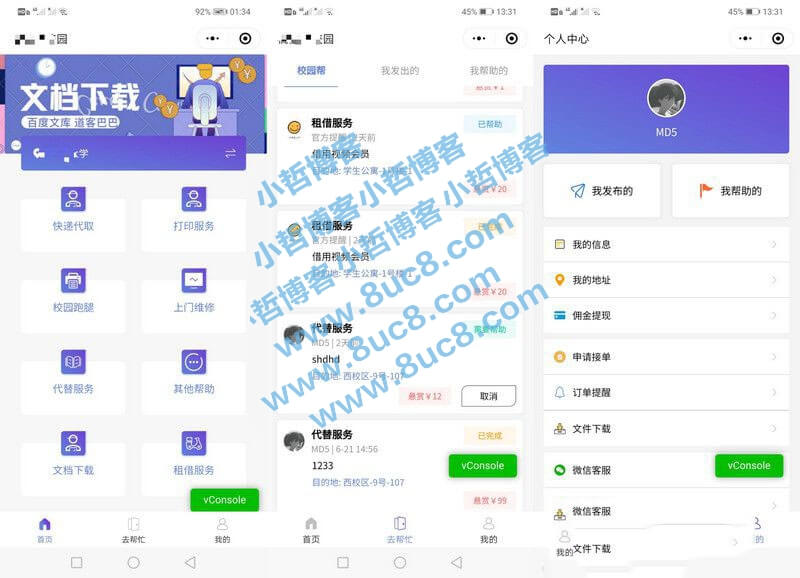 92% 01:34
园
文档下载
百度文库 道客巴巴
学
快递代取
打印服务
校园跑腿
上门维修
代替服务
其他帮助
文档下载
租借服务
vConsole
首页
去帮忙
我的
45% 13:31
园
校园帮
我发出的
我帮助的
悬赏￥1
租借服务
已帮助
借用视频会员
目的地: 学生公寓-1号楼-1
悬赏￥20
租借服务
官方提醒 | 2天前
借用视频会员
目的地: 学生公寓-1号楼-1
悬赏￥20
代替服务
需要帮助
MD5 | 2天前
shdhd
目的地: 西校区-9号-107
悬赏￥12
取消
代替服务
已完成
MD5 | 6-21 14:56
1233
目的地: 西校区-9号-107
vConsole
悬赏￥99
首页
去帮忙
我的
45% 13:31
个人中心
MD5
我发布的
我帮助的
我的信息
我的地址
佣金提现
申请接单
订单提醒
文件下载
微信客服
vConsole
微信客服
我的
文件下载
的
小哲博客小哲博客小哲博客
小哲博客小哲博客小哲博客
www.8uc8.com
www.8uc8.com